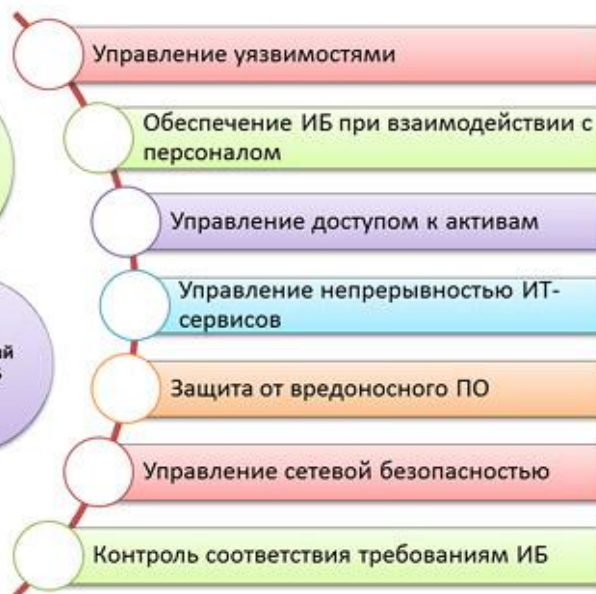 Управление уязвимостями
Обеспечение ИБ при взаимодействии с
персоналом
Управление доступом к активам
Управление непрерывностью ИТ-
сервисов
Защита от вредоносного ПО
Управление сетевой безопасностью
Контроль соответствия требованиям ИБ